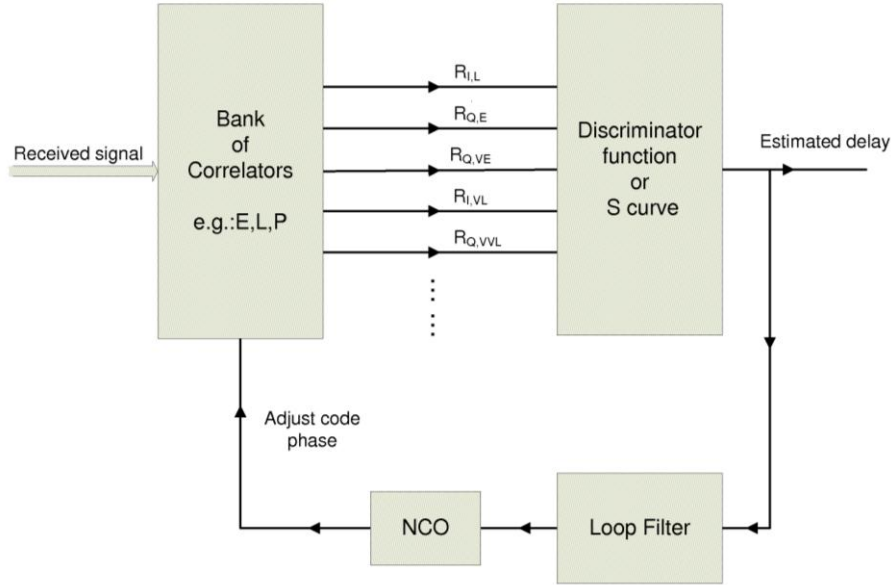 Received signal
Bank
of
Correlators
e.g.:E,L,P
R_{I,L}
R_{Q,E}
R_{Q,VE}
R_{I,VL}
R_{Q,VVL}
Discriminator
function
or
S curve
Estimated delay
Adjust code
phase
NCO
Loop Filter